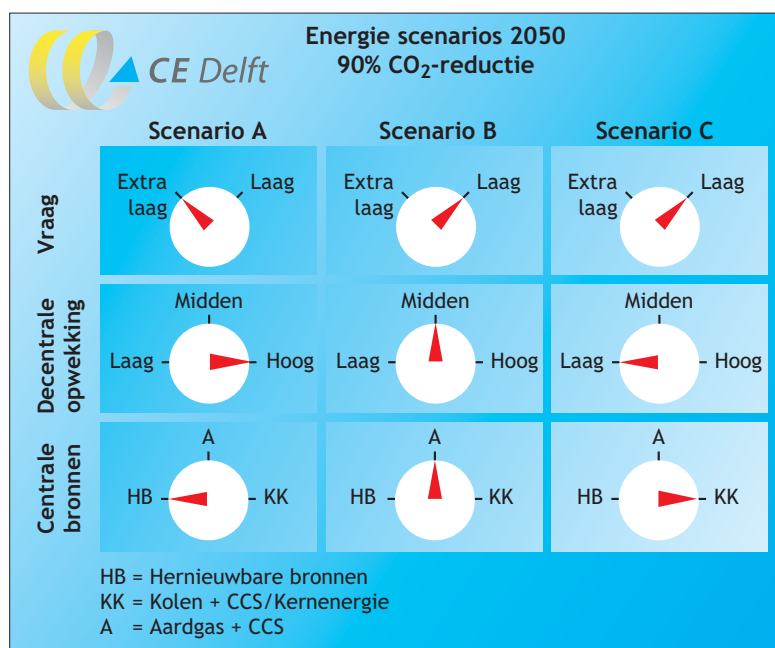 CE Delft
Energie scenarios 2050
90% CO₂-reductie
Scenario A
Scenario B
Scenario C
Vraag
Extra
laag
Laag
Extra
laag
Laag
Extra
laag
Laag
Decentrale
opwekking
Midden
Laag
Hoog
Midden
Laag
Hoog
Midden
Laag
Hoog
Centrale
bronnen
A
HB
KK
A
HB
KK
A
HB
KK
HB = Hernieuwbare bronnen
KK = Kolen + CCS/Kernenergie
A = Aardgas + CCS